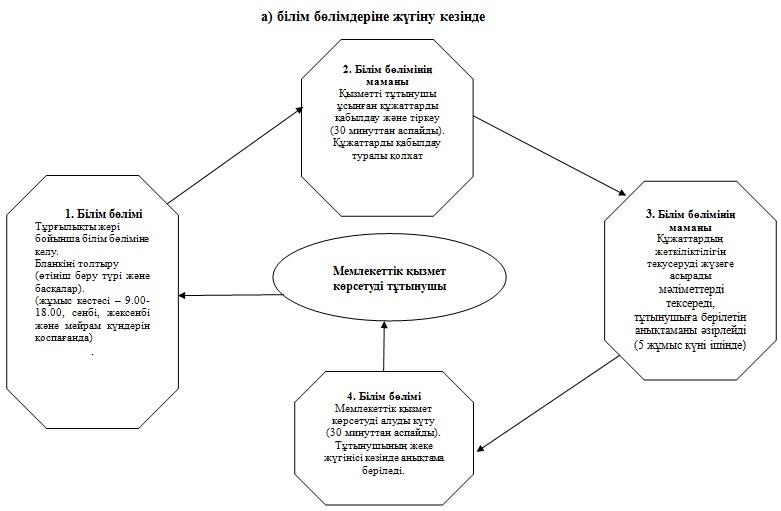 а) білім бөлімдеріне жүгіну кезінде
2. Білім бөлімінің
маманы
Қызметті тұтынушы
ұсынған құжаттарды
қабылдау және тіркеу
(30 минуттан аспайды).
Құжаттарды қабылдау
туралы қолхат
1. Білім бөлімі
Тұрғылықты жері
бойынша білім бөліміне
келу.
Бланкіні толтыру
(өтініш беру түрі және
басқалар).
(жұмыс кестесі – 9.00-
18.00, сенбі, жексенбі
және мейрам күндерін
қоспағанда)
.
3. Білім бөлімінің
маманы
Құжаттардың
жеткіліктілігін
текусеруді жүзеге
асырады
мәліметтерді
тексереді,
тұтынушыға берілетін
анықтаманы әзірлейді
(5 жұмыс күні ішінде)
Мемлекеттік қызмет
көрсетуді тұтынушы
4. Білім бөлімі
Мемлекеттік қызмет
көрсетуді алуды күту
(30 минуттан аспайды).
Тұтынушының жеке
жүгінісі кезінде анықтама
беріледі.